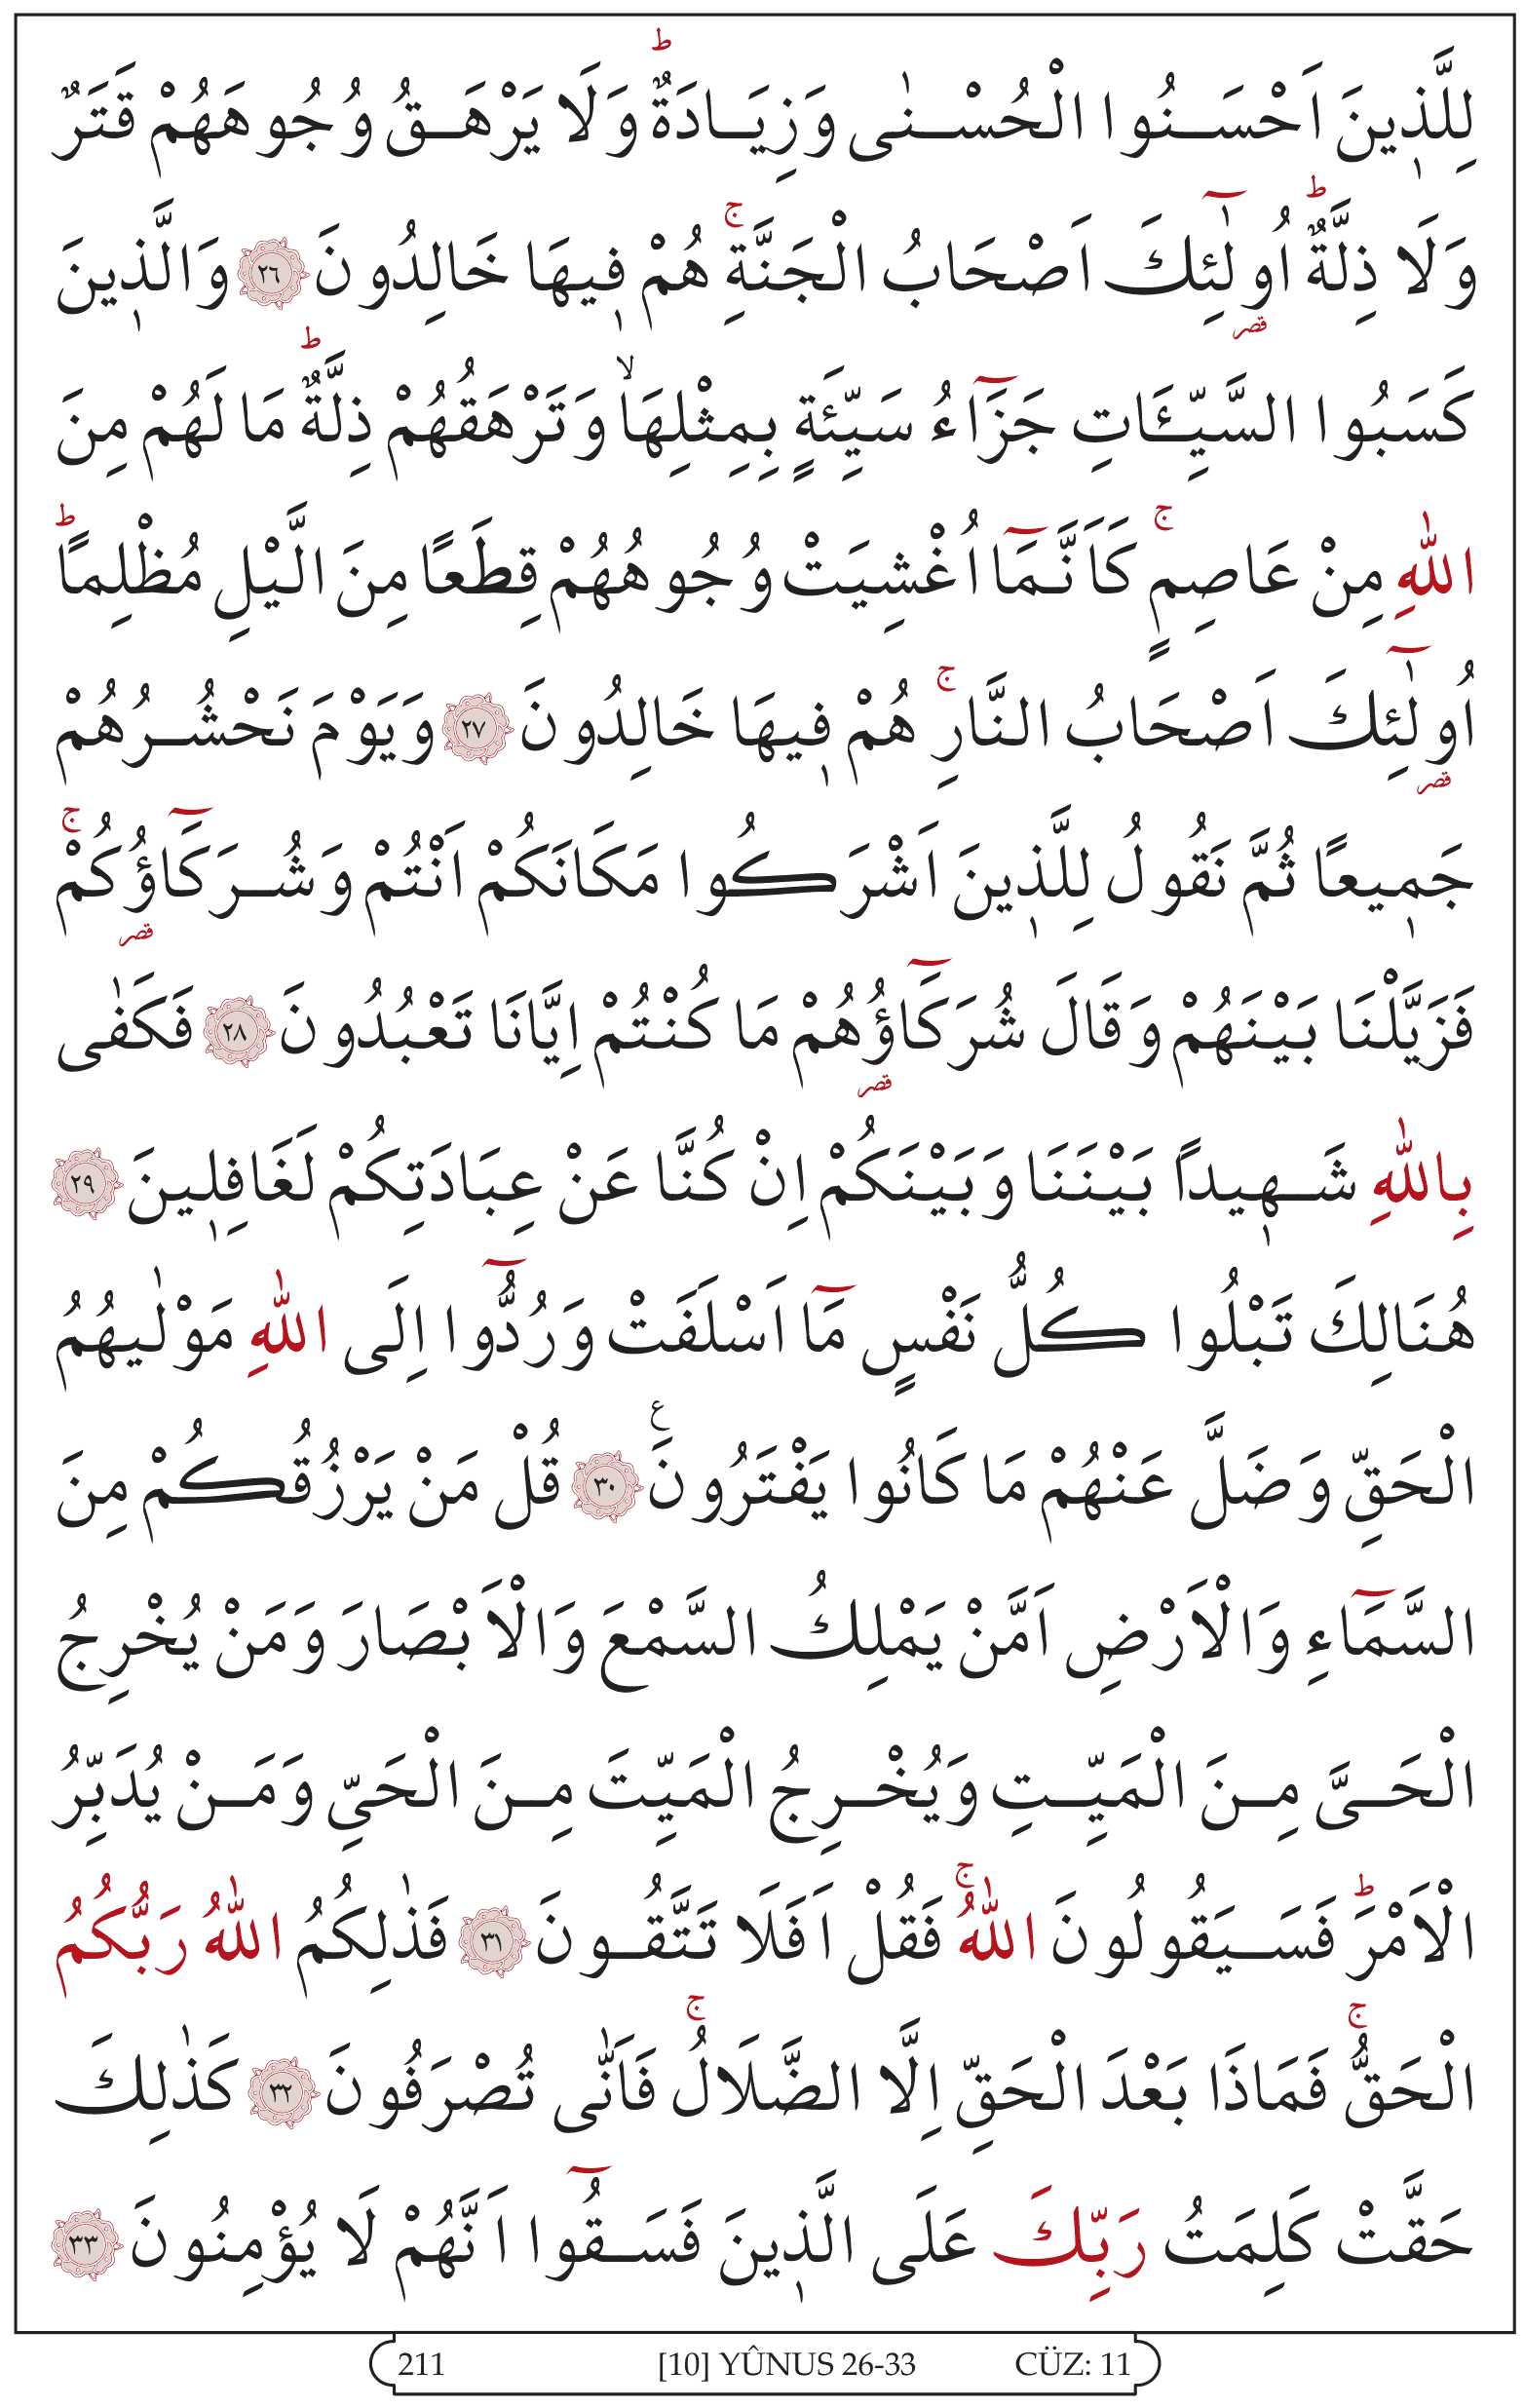 لِلَّذ۪ينَ اَحْسَنُوا الْحُسْنٰى وَزِيَادَةٌۜ وَلَا يَرْهَقُ وُجُوهَهُمْ قَتَرٌ
وَلَا ذِلَّةٌۜ اُو۬لٰٓئِكَ اَصْحَابُ الْجَنَّةِۚ هُمْ ف۪يهَا خَالِدُونَ ﴿٢٦﴾ وَالَّذ۪ينَ
كَسَبُوا السَّيِّـَٔاتِ جَزَٓاءُ سَيِّئَةٍ بِمِثْلِهَاۙ وَتَرْهَقُهُمْ ذِلَّةٌۜ مَا لَهُمْ مِنَ
اللّٰهِ مِنْ عَاصِمٍۚ كَاَنَّمَٓا اُغْشِيَتْ وُجُوهُهُمْ قِطَعًا مِنَ الَّيْلِ مُظْلِمًاۜ
اُو۬لٰٓئِكَ اَصْحَابُ النَّارِۚ هُمْ ف۪يهَا خَالِدُونَ ﴿٢٧﴾ وَيَوْمَ نَحْشُرُهُمْ
جَم۪يعًا ثُمَّ نَقُولُ لِلَّذ۪ينَ اَشْرَكُوا مَكَانَكُمْ اَنْتُمْ وَشُرَكَٓاؤُ۬كُمْۚ
فَزَيَّلْنَا بَيْنَهُمْ وَقَالَ شُرَكَٓاؤُ۬هُمْ مَا كُنْتُمْ اِيَّانَا تَعْبُدُونَ ﴿٢٨﴾ فَكَفٰى
بِاللّٰهِ شَه۪يدًا بَيْنَنَا وَبَيْنَكُمْ اِنْ كُنَّا عَنْ عِبَادَتِكُمْ لَغَافِل۪ينَ ﴿٢٩﴾
هُنَالِكَ تَبْلُوا كُلُّ نَفْسٍ مَٓا اَسْلَفَتْ وَرُدُّٓوا اِلَى اللّٰهِ مَوْلٰيهُمُ
الْحَقِّ وَضَلَّ عَنْهُمْ مَا كَانُوا يَفْتَرُونَ۟ ﴿٣٠﴾ قُلْ مَنْ يَرْزُقُكُمْ مِنَ
السَّمَٓاءِ وَالْاَرْضِ اَمَّنْ يَمْلِكُ السَّمْعَ وَالْاَبْصَارَ وَمَنْ يُخْرِجُ
الْحَىَّ مِنَ الْمَيِّتِ وَيُخْرِجُ الْمَيِّتَ مِنَ الْحَىِّ وَمَنْ يُدَبِّرُ
الْاَمْرَۜ فَسَيَقُولُونَ اللّٰهُۚ فَقُلْ اَفَلَا تَتَّقُونَ ﴿٣١﴾ فَذٰلِكُمُ اللّٰهُ رَبُّكُمُ
الْحَقُّۚ فَمَاذَا بَعْدَ الْحَقِّ اِلَّا الضَّلَالُۚ فَاَنّٰى تُصْرَفُونَ ﴿٣٢﴾ كَذٰلِكَ
حَقَّتْ كَلِمَتُ رَبِّكَ عَلَى الَّذ۪ينَ فَسَقُٓوا اَنَّهُمْ لَا يُؤْمِنُونَ ﴿٣٣﴾
211 [10] YÛNUS 26-33 CÜZ: 11